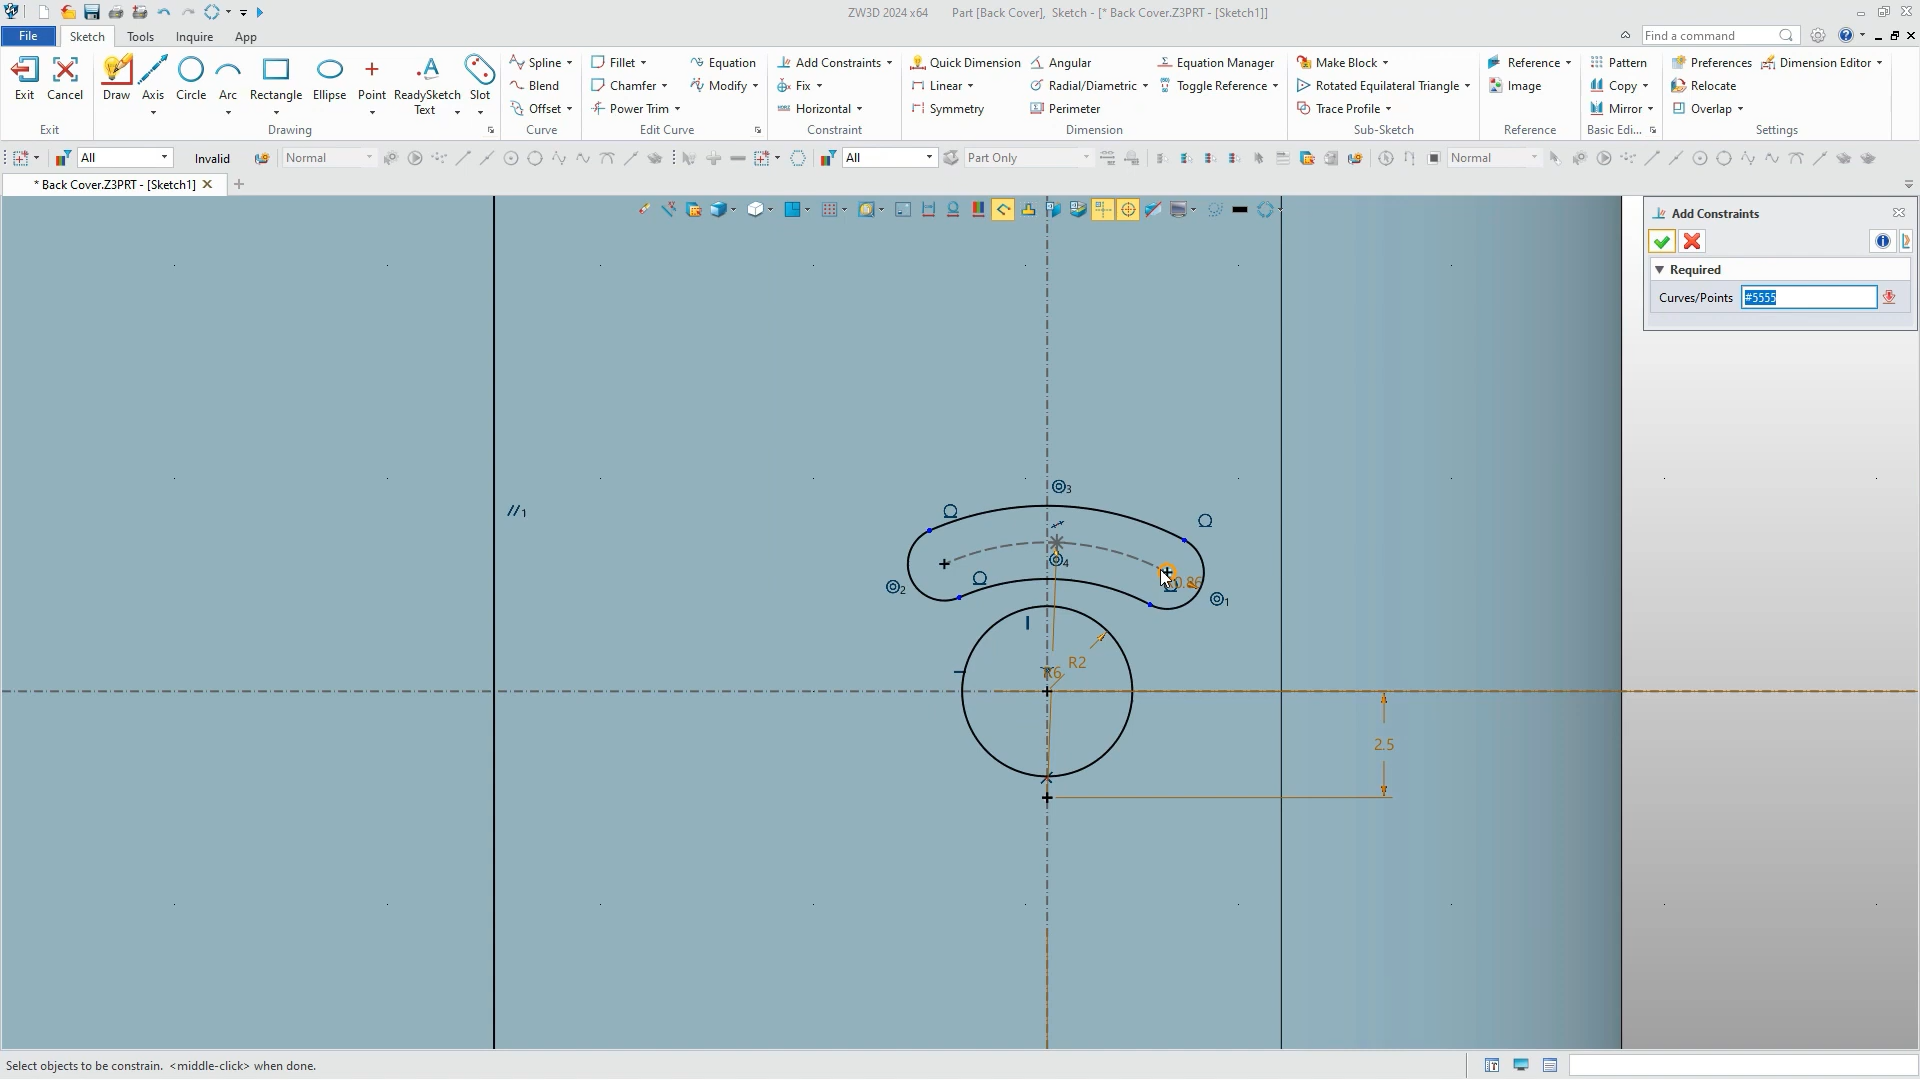 ZW3D 2024 x64 Part [Back Cover], Sketch - [* Back Cover.Z3PRT - [Sketch1]]
File Sketch Tools Inquire App Find a command
Exit Cancel Draw Axis Circle Arc Rectangle Ellipse Point ReadySketch Text Slot
Spline Fillet Equation Add Constraints Quick Dimension Angular Equation Manager Make Block Reference Pattern Preferences Dimension Editor
Blend Chamfer Modify Fix Linear Radial/Diametric Toggle Reference Rotated Equilateral Triangle Image Copy Relocate
Offset Power Trim Horizontal Symmetry Perimeter Trace Profile Mirror Overlap
Exit Drawing Curve Edit Curve Constraint Dimension Sub-Sketch Reference Basic Edi... Settings
All Invalid Normal All Part Only Normal
* Back Cover.Z3PRT - [Sketch1]
Add Constraints
Required
Curves/Points #5555
3
1
4
2
1
R2
2.5
Select objects to be constrain. <middle-click> when done.